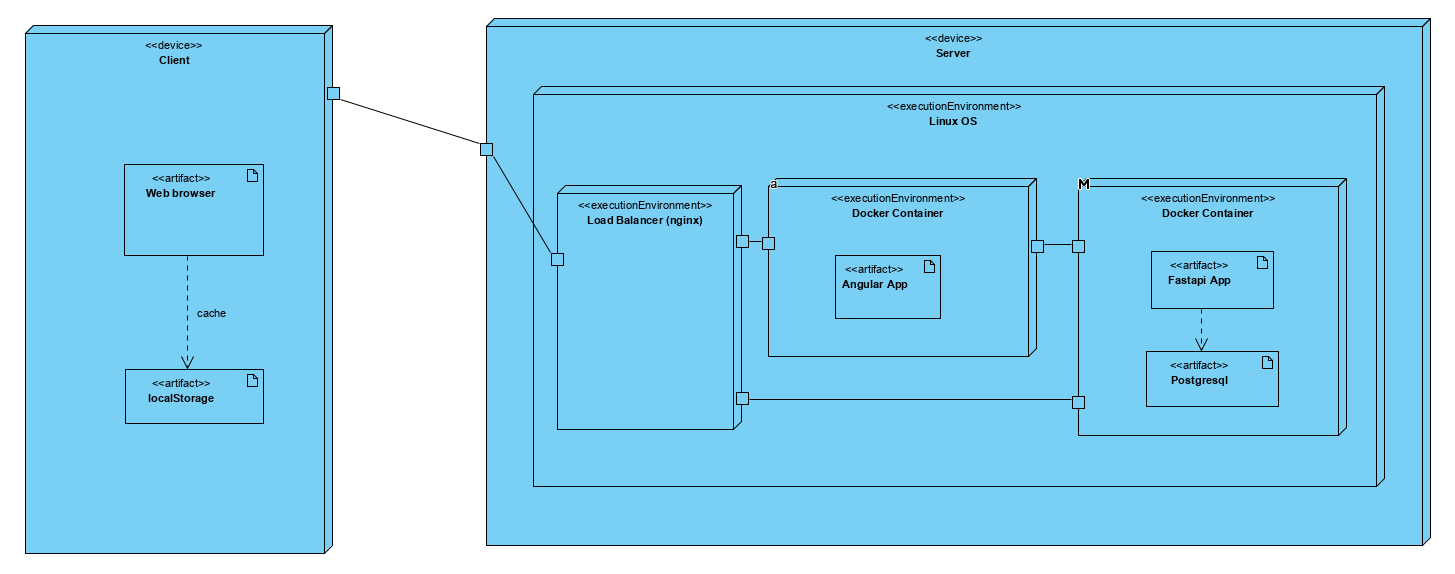 <<device>>
Client
<<artifact>>
Web browser
cache
<<artifact>>
localStorage
<<device>>
Server
<<executionEnvironment>>
Linux OS
<<executionEnvironment>>
Load Balancer (nginx)
a
<<executionEnvironment>>
Docker Container
<<artifact>>
Angular App
M
<<executionEnvironment>>
Docker Container
<<artifact>>
Fastapi App
<<artifact>>
Postgresql